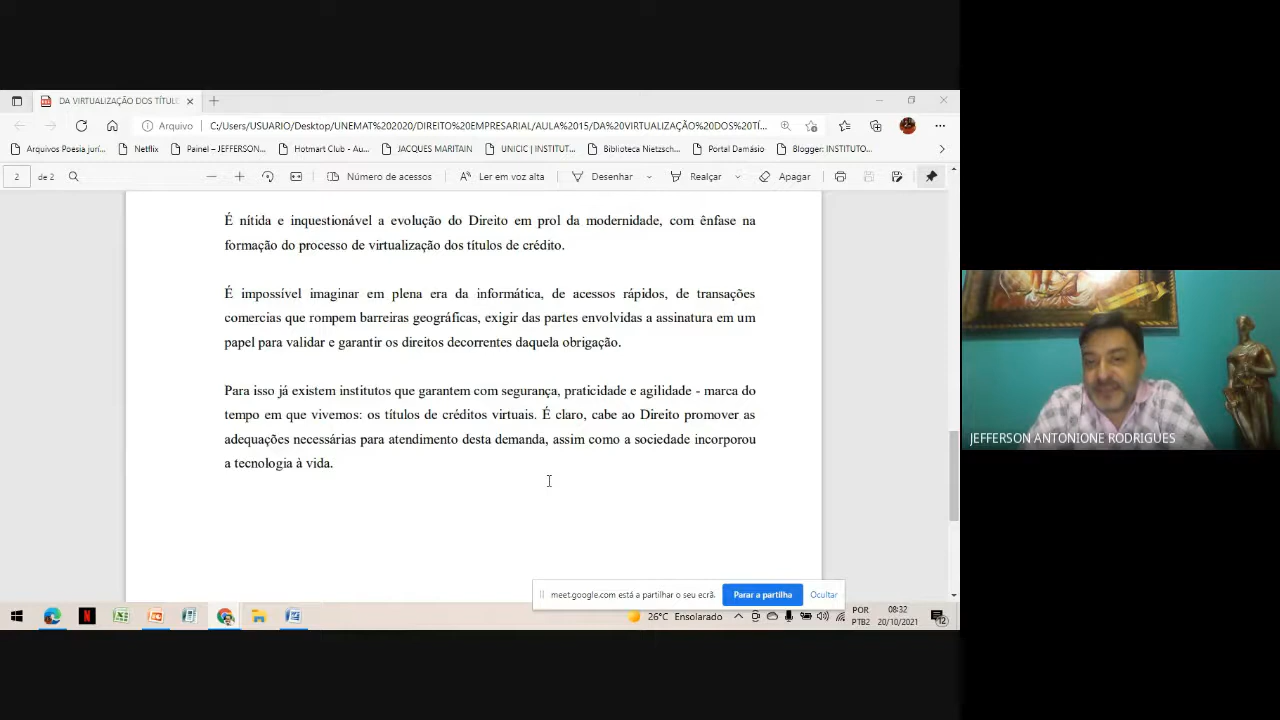 DA VIRTUALIZAÇÃO DOS TÍTUL
Arquivo C:/Users/USUARIO/Desktop/UNEMAT%202020/DIREITO%20EMPRESARIAL/AULA%2015/DA%20VIRTUALIZAÇÃO%20DOS%20TÍ...
Arquivos Poesia jurí... Netflix Painel – JEFFERSON... Hotmart Club - Au... JACQUES MARITAIN UNICIC | INSTITUT... Biblioteca Nietzsch... Portal Damásio Blogger: INSTITUTO...
2 de 2 Número de acessos Ler em voz alta Desenhar Realçar Apagar
É nítida e inquestionável a evolução do Direito em prol da modernidade, com ênfase na
formação do processo de virtualização dos títulos de crédito.
É impossível imaginar em plena era da informática, de acessos rápidos, de transações
comercias que rompem barreiras geográficas, exigir das partes envolvidas a assinatura em um
papel para validar e garantir os direitos decorrentes daquela obrigação.
Para isso já existem institutos que garantem com segurança, praticidade e agilidade - marca do
tempo em que vivemos: os títulos de créditos virtuais. É claro, cabe ao Direito promover as
adequações necessárias para atendimento desta demanda, assim como a sociedade incorporou
a tecnologia à vida.
JEFFERSON ANTONIONE RODRIGUES
meet.google.com está a partilhar o seu ecrã. Parar a partilha Ocultar
26°C Ensolarado POR 08:32
PTB2 20/10/2021 12